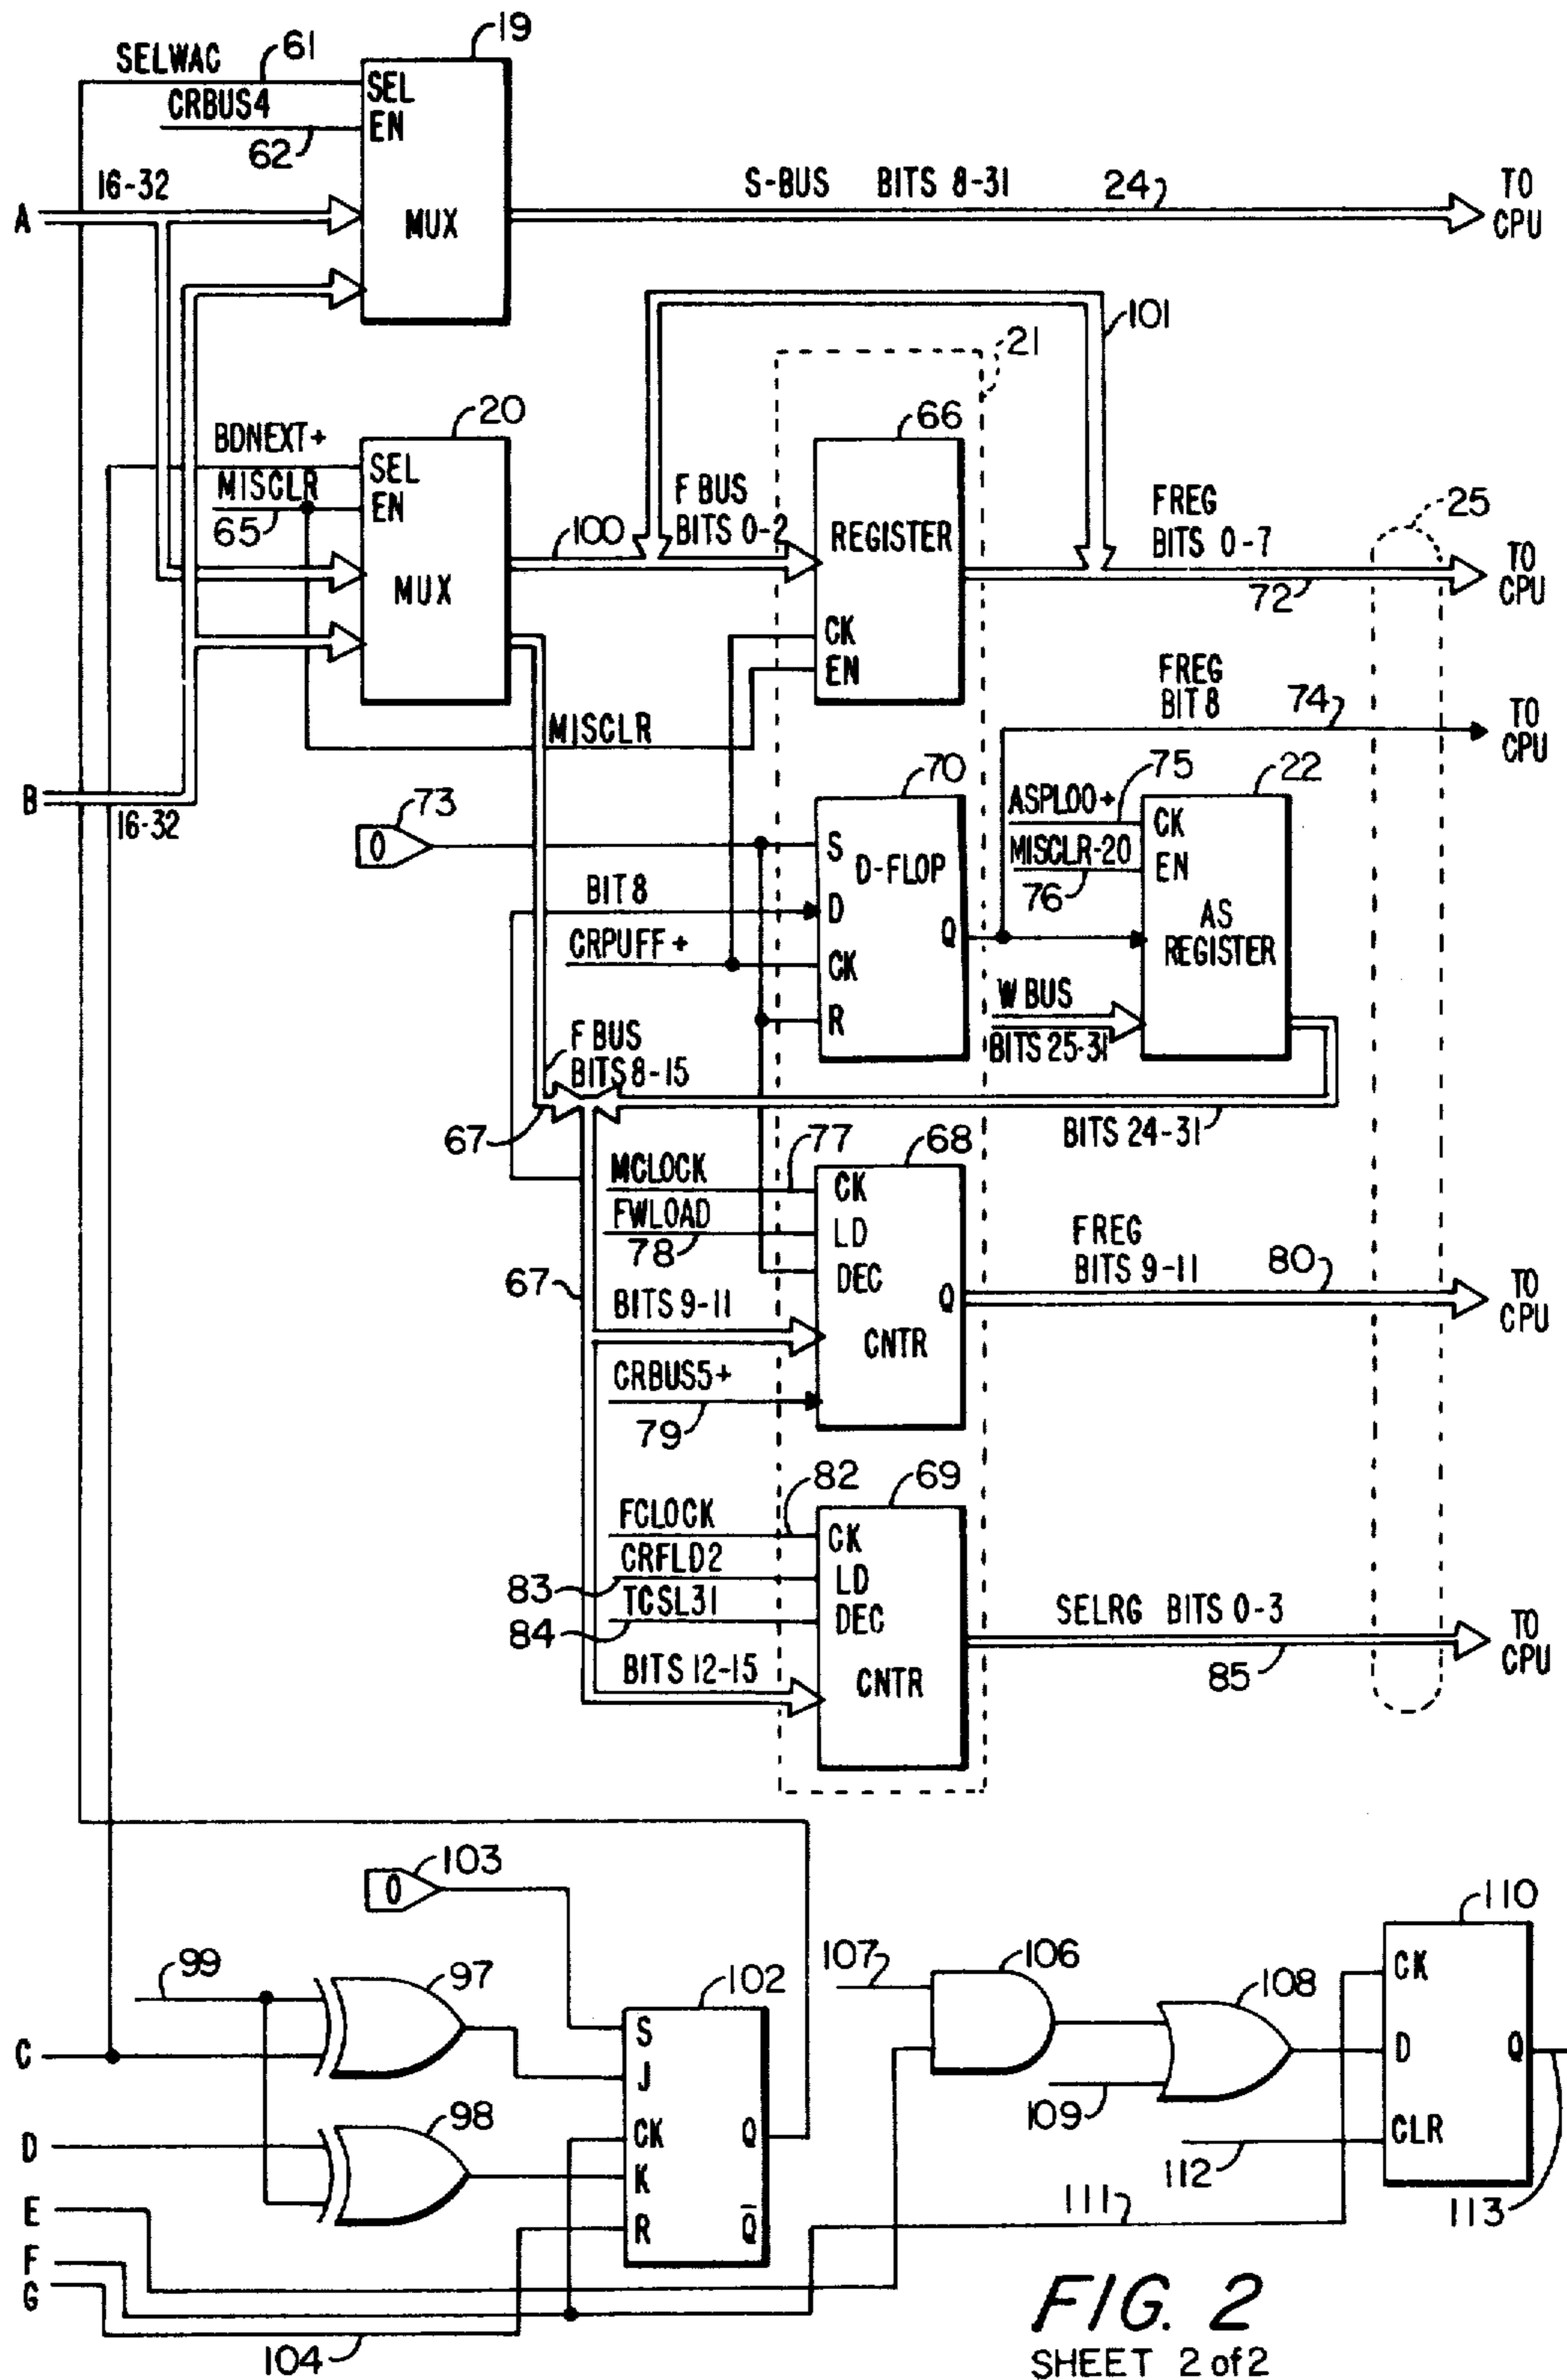 19
SELWAC 61
SEL
CRBUS4
EN
62
16-32
S-BUS BITS 8-31 24
TO
CPU
A
MUX
101
21
20
66
BDNEXT+
SEL
MISCLR
EN
65
F BUS
BITS 0-2
100
REGISTER
FREG
BITS 0-7
25
MUX
72
TO
CPU
CK
EN
FREG
BIT 8
74
MISCLR
TO
CPU
70
75
22
B
16-32
73
0
ASPL00+
CK
S
D-FLOP
MISCLR-20
EN
76
BIT 8
D
AS
REGISTER
CRPUFF+
Q
CK
W BUS
R
BITS 25-31
F BUS
BITS 8-15
67
BITS 24-31
77
68
MCLOCK
CK
FWLOAD
LD
78
FREG
BITS 9-11
80
DEC
67
BITS 9-11
Q
TO
CPU
CNTR
CRBUS5+
79
82
69
FCLOCK
CK
CRFLD2
83
LD
TCSL31
84
DEC
SELRG BITS 0-3
TO
CPU
BITS 12-15
85
CNTR
103
0
110
107
106
99
97
102
CK
108
S
C
J
D
Q
109
98
D
CK
Q
CLR
K
112
E
R
Q̅
111
113
F
G
104
FIG. 2
SHEET 2 of 2